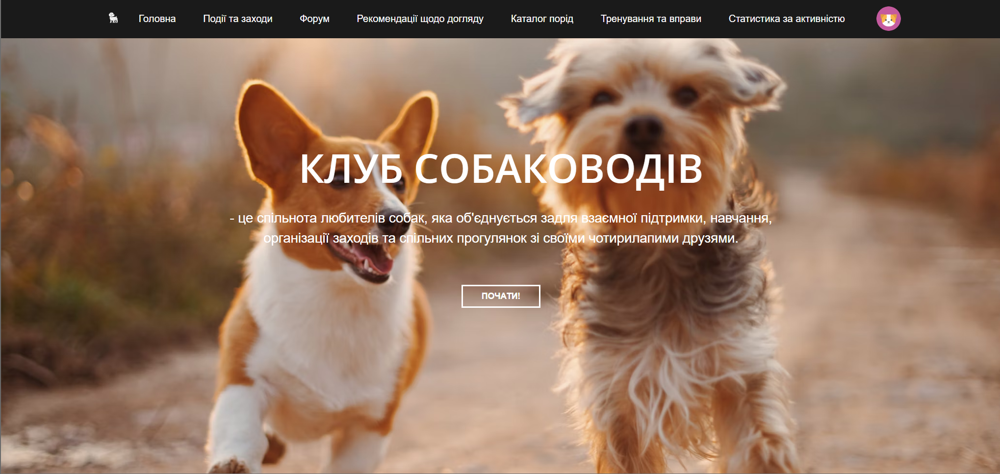 Головна Події та заходи Форум Рекомендації щодо догляду Каталог порід Тренування та вправи Статистика за активністю
КЛУБ СОБАКОВОДІВ
- це спільнота любителів собак, яка об'єднується задля взаємної підтримки, навчання,
організації заходів та спільних прогулянок зі своїми чотирилапими друзями.
ПОЧАТИ!